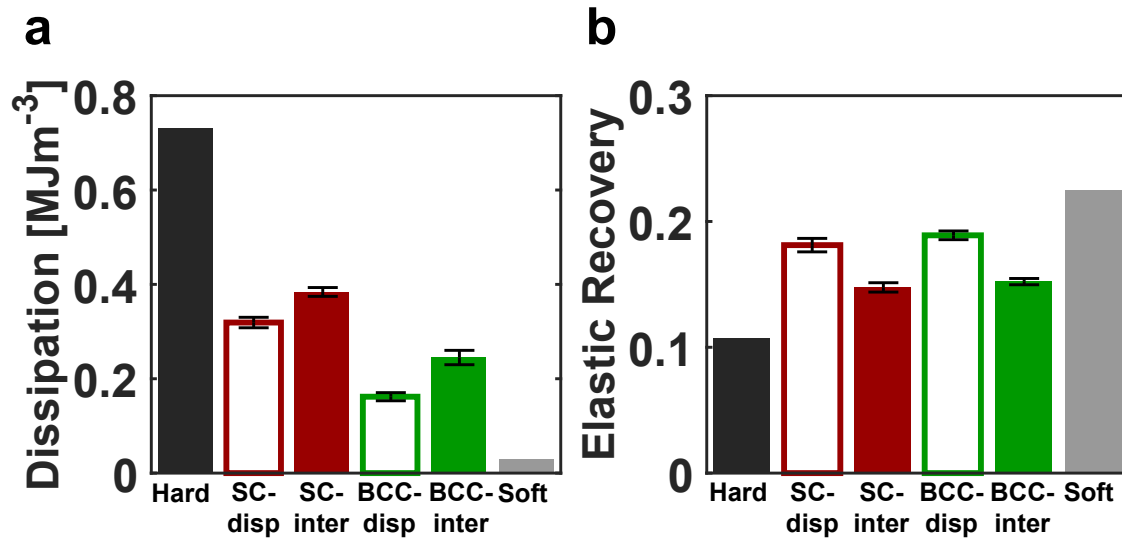 a
Dissipation [MJm⁻³]
0.8
0.6
0.4
0.2
0
Hard
SC-
disp
SC-
inter
BCC-
disp
BCC-
inter
Soft
b
Elastic Recovery
0.3
0.2
0.1
0
Hard
SC-
disp
SC-
inter
BCC-
disp
BCC-
inter
Soft